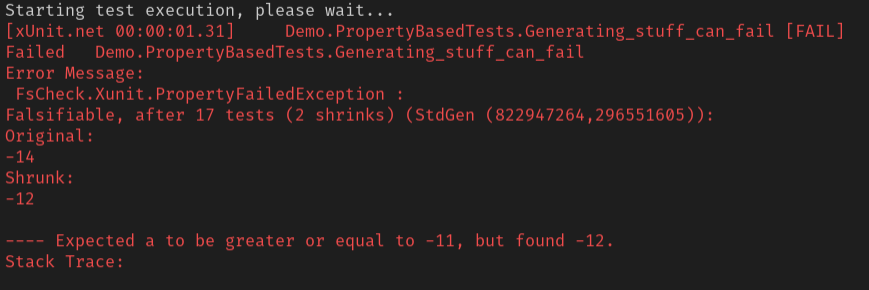 Starting test execution, please wait...
[xUnit.net 00:00:01.31]     Demo.PropertyBasedTests.Generating_stuff_can_fail [FAIL]
Failed   Demo.PropertyBasedTests.Generating_stuff_can_fail
Error Message:
 FsCheck.Xunit.PropertyFailedException :
Falsifiable, after 17 tests (2 shrinks) (StdGen (822947264,296551605)):
Original:
-14
Shrunk:
-12
---- Expected a to be greater or equal to -11, but found -12.
Stack Trace: